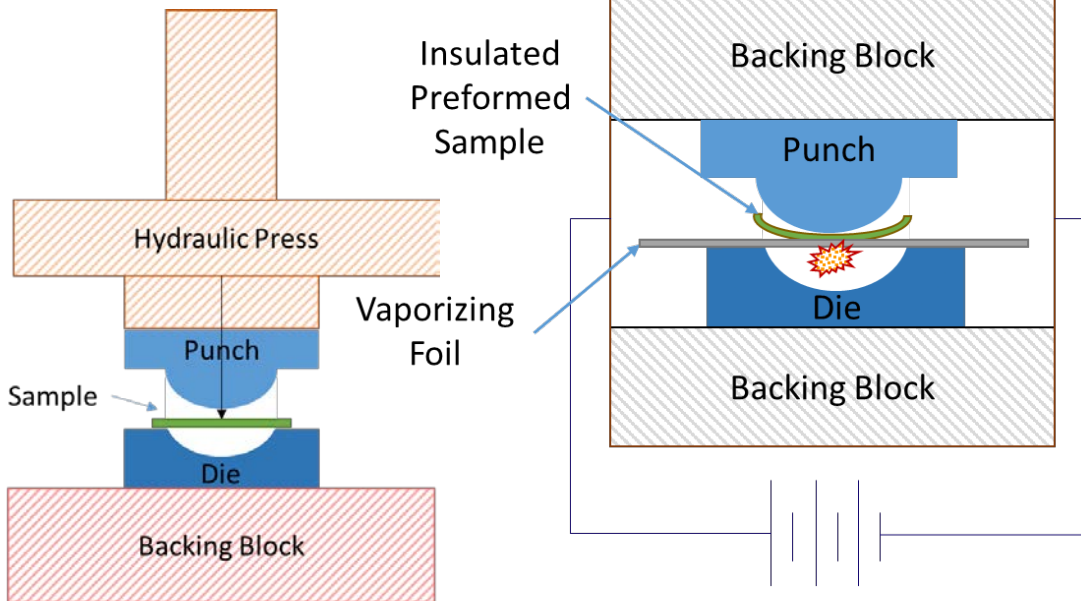 Hydraulic Press
Punch
Sample
Die
Backing Block
Insulated
Preformed
Sample
Backing Block
Punch
Vaporizing
Foil
Die
Backing Block